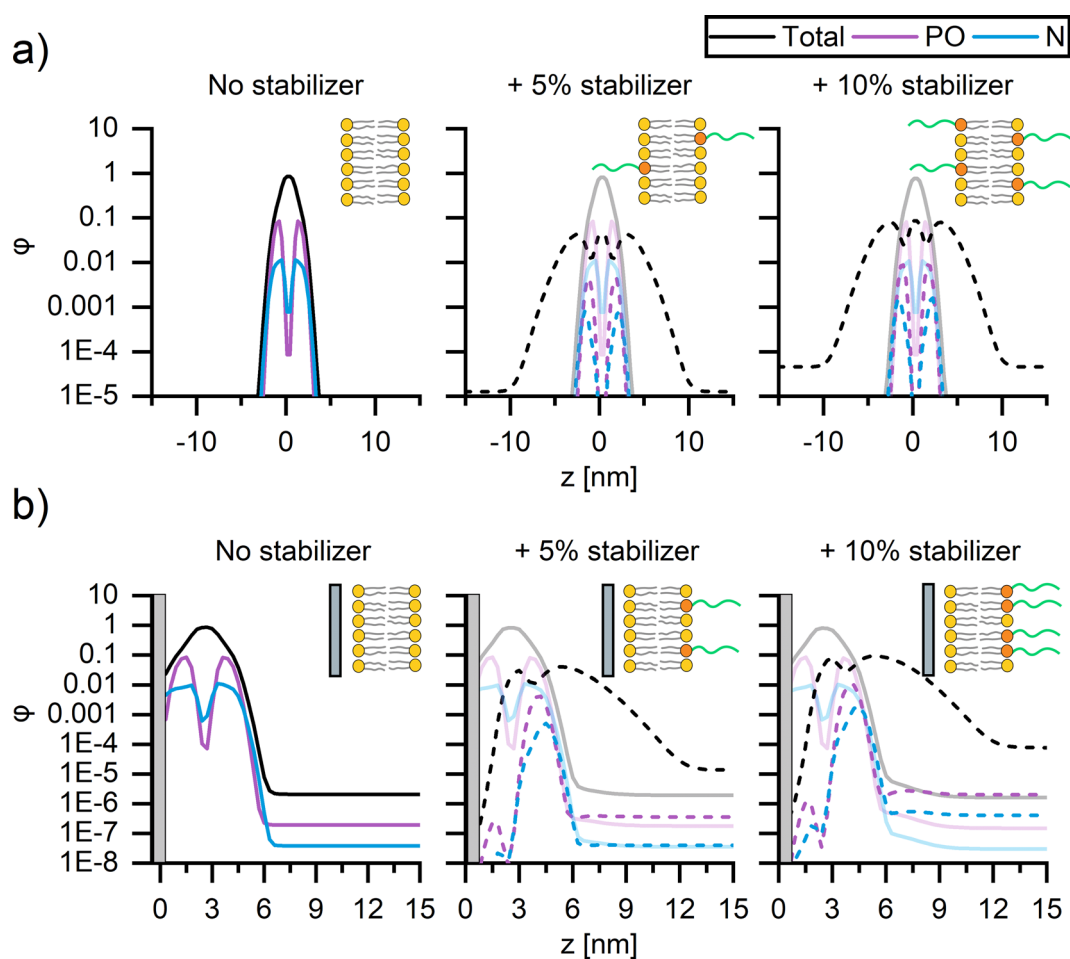 a)
Total PO N
No stabilizer + 5% stabilizer + 10% stabilizer
10
1
0.1
0.01
0.001
1E-4
1E-5
φ
-10 0 10 -10 0 10 -10 0 10
z [nm]
b)
No stabilizer + 5% stabilizer + 10% stabilizer
10
1
0.1
0.01
0.001
1E-4
1E-5
1E-6
1E-7
1E-8
φ
0 3 6 9 12 15 0 3 6 9 12 15 0 3 6 9 12 15
z [nm]